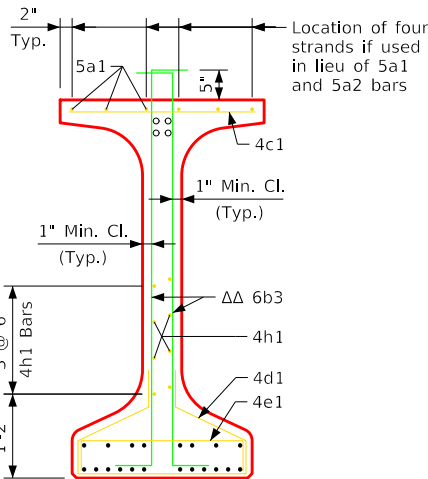 2"
Typ.
5a1
5"
Location of four
strands if used
in lieu of 5a1
and 5a2 bars
4c1
1" Min. Cl.
(Typ.)
1" Min. Cl.
(Typ.)
ΔΔ 6b3
4h1
4h1 Bars
4d1
4e1